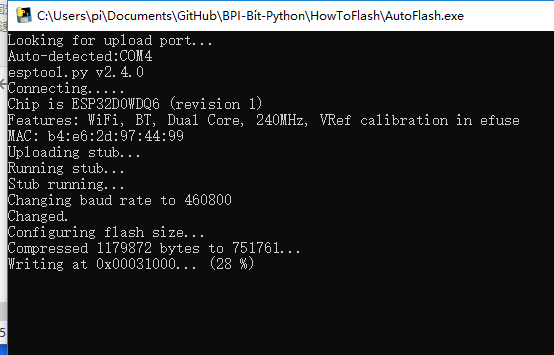 C:\Users\pi\Documents\GitHub\BPI-Bit-Python\HowToFlash\AutoFlash.exe
Looking for upload port...
Auto-detected:COM4
esptool.py v2.4.0
Connecting.....
Chip is ESP32D0WDQ6 (revision 1)
Features: WiFi, BT, Dual Core, 240MHz, VRef calibration in efuse
MAC: b4:e6:2d:97:44:99
Uploading stub...
Running stub...
Stub running...
Changing baud rate to 460800
Changed.
Configuring flash size...
Compressed 1179872 bytes to 751761...
Writing at 0x00031000... (28 %)
5